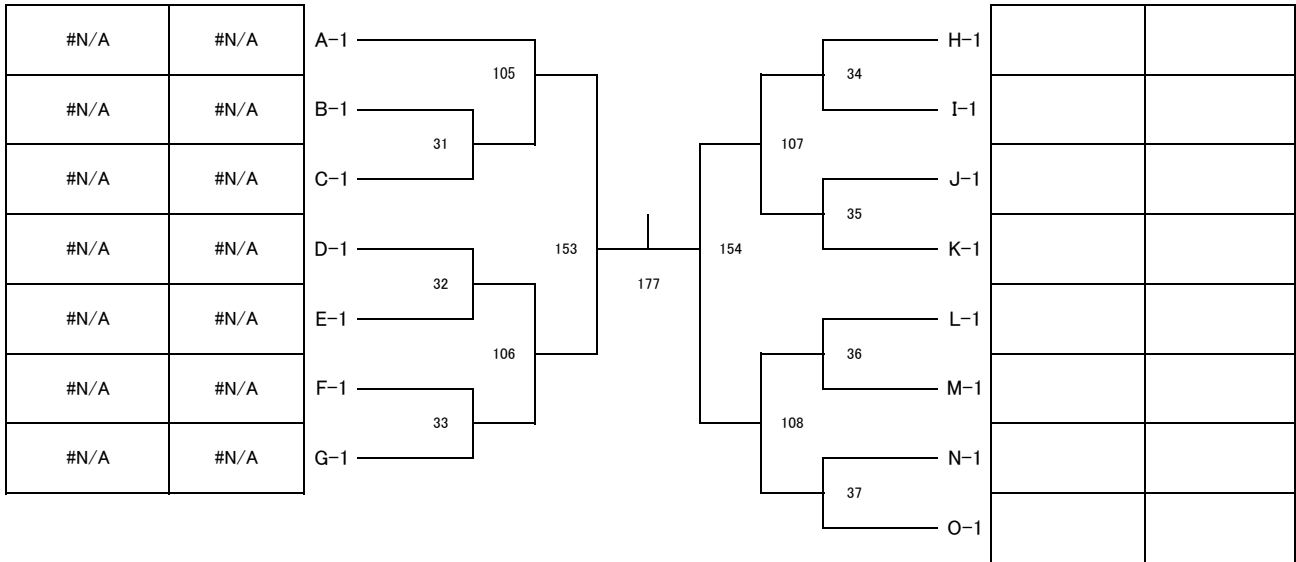 #N/A #N/A A-1 H-1
105 34
#N/A #N/A B-1 I-1
31 107
#N/A #N/A C-1 J-1
35
#N/A #N/A D-1 153 154 K-1
32 177
#N/A #N/A E-1 L-1
106 36
#N/A #N/A F-1 M-1
33 108
#N/A #N/A G-1 N-1
37
O-1